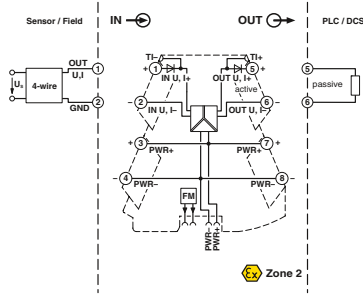 Sensor / Field IN OUT PLC / DCS
TI– TI+
OUT 1 + 1 5 + 5
U,I IN U, I+ OUT U, I+
Us 4-wire active passive
2 – 2 6 – 6
GND IN U, I– OUT U, I–
+ 3 7 +
PWR+ PWR+
– 4 8 –
PWR– PWR–
FM
PWR–
PWR+
Ex Zone 2